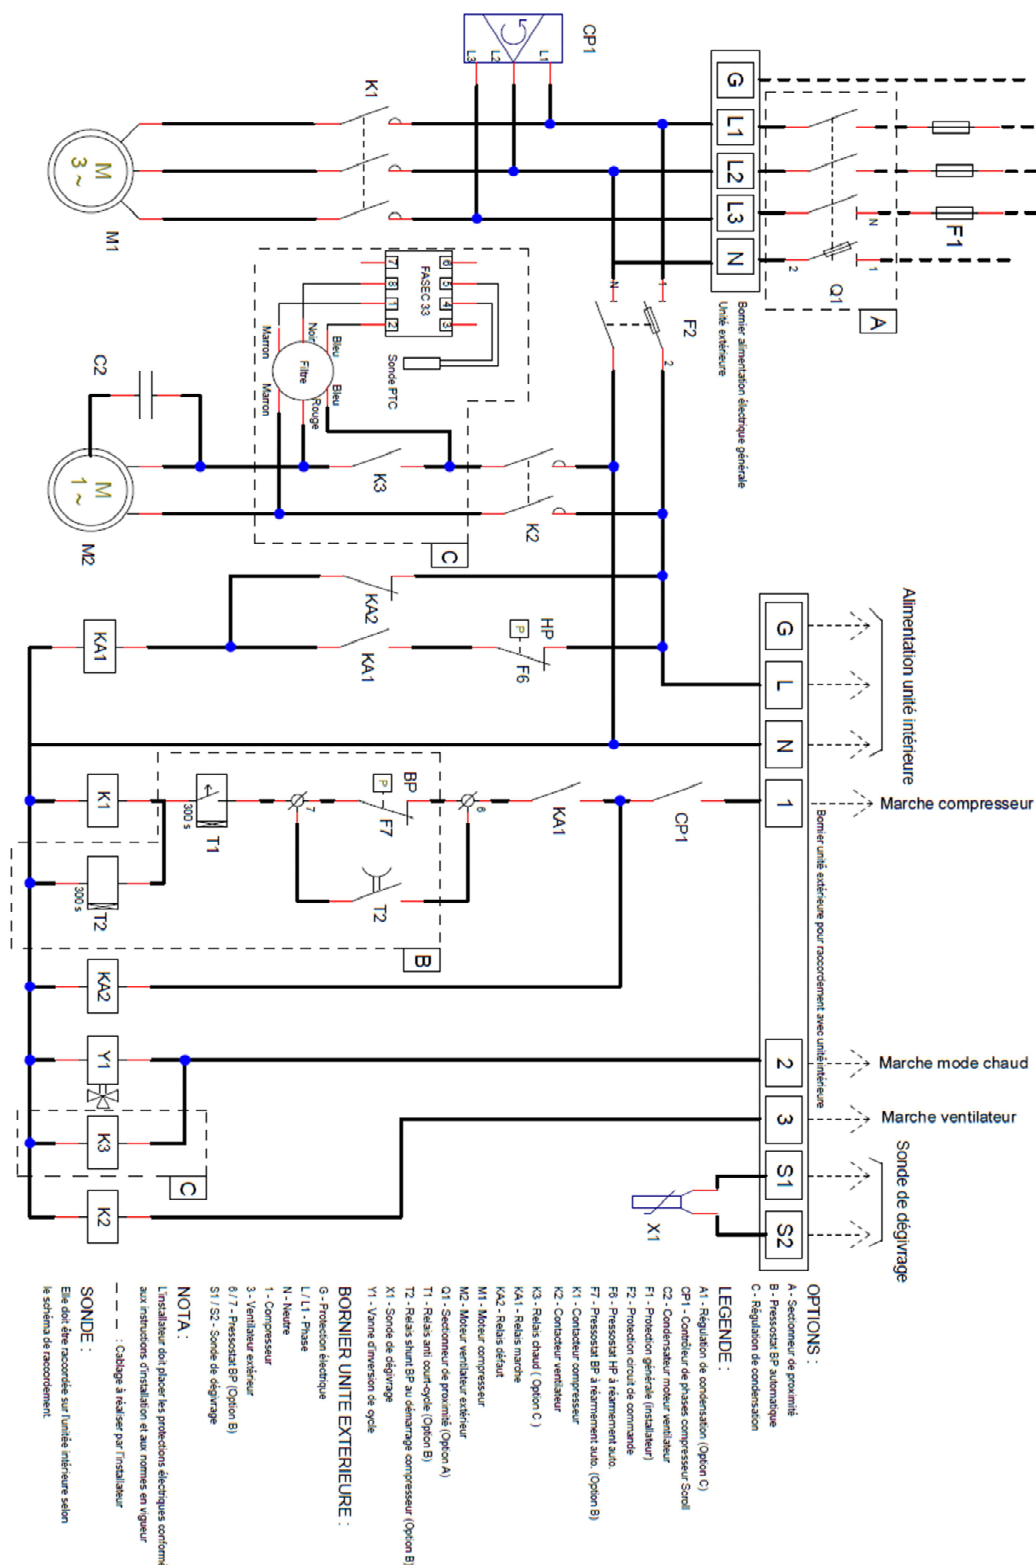 CP1
L3
L2
L1
K1
M
3 ~
M1
G
L1
L2
L3
N
N
F1
2
1
Q1
A
Bornier alimentation électrique générale
Unité extérieure
N
1
2
F2
7
8
1
2
FASEC 33
6
5
4
3
Sonde PTC
Marron
Noir
Bleu
Filtre
Marron
Rouge
Bleu
C2
M
1 ~
M2
K3
K2
C
KA2
KA1
KA1
HP
P
F6
Alimentation unité intérieure
G
L
N
1
Marche compresseur
Bornier unité extérieure pour raccordement avec unité intérieure
K1
300 s
T1
7
BP
P
F7
6
KA1
CP1
T2
300 s
T2
B
KA2
Y1
2
Marche mode chaud
K3
C
3
Marche ventilateur
K2
S1
S2
Sonde de dégivrage
X1
OPTIONS :
A - Sectionneur de proximité
B - Pressostat BP automatique
C - Régulation de condensation
LEGENDE :
A1 - Régulation de condensation (Option C)
CP1 - Contrôleur de phases compresseur Scroll
C2 - Condensateur moteur ventilateur
F1 - Protection générale (installateur)
F2 - Protection circuit de commande
F6 - Pressostat HP à réarmement auto.
F7 - Pressostat BP à réarmement auto. (Option B)
K1 - Contacteur compresseur
K2 - Contacteur ventilateur
K3 - Relais chaud ( Option C )
KA1 - Relais marche
KA2 - Relais défaut
M1 - Moteur compresseur
M2 - Moteur ventilateur extérieur
Q1 - Sectionneur de proximité (Option A)
T1 - Relais anti court-cycle (Option B)
T2 - Relais shunt BP au démarrage compresseur (Option B)
X1 - Sonde de dégivrage
Y1 - Vanne d'inversion de cycle
BORNIER UNITE EXTERIEURE :
G - Protection électrique
L / L1 - Phase
N - Neutre
1 - Compresseur
3 - Ventilateur extérieur
6 / 7 - Pressostat BP (Option B)
S1 / S2 - Sonde de dégivrage
NOTA :
L'installateur doit placer les protections électriques conformé
aux instructions d'installation et aux normes en vigueur
– – – : Cablage à réaliser par l'installateur
SONDE :
Elle doit être raccordée sur l'unitée intérieure selon
le schéma de raccordement.